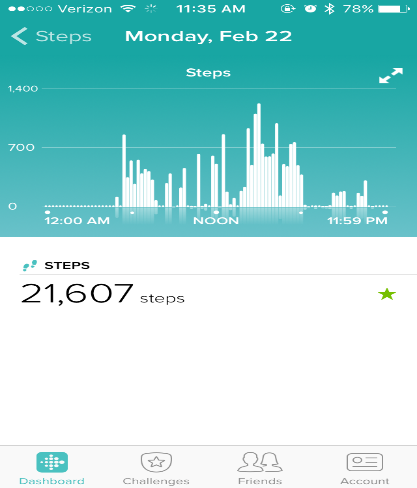 Verizon 11:35 AM 78%
Steps Monday, Feb 22
Steps
1,400
700
0
12:00 AM NOON 11:59 PM
STEPS
21,607 steps
Dashboard Challenges Friends Account